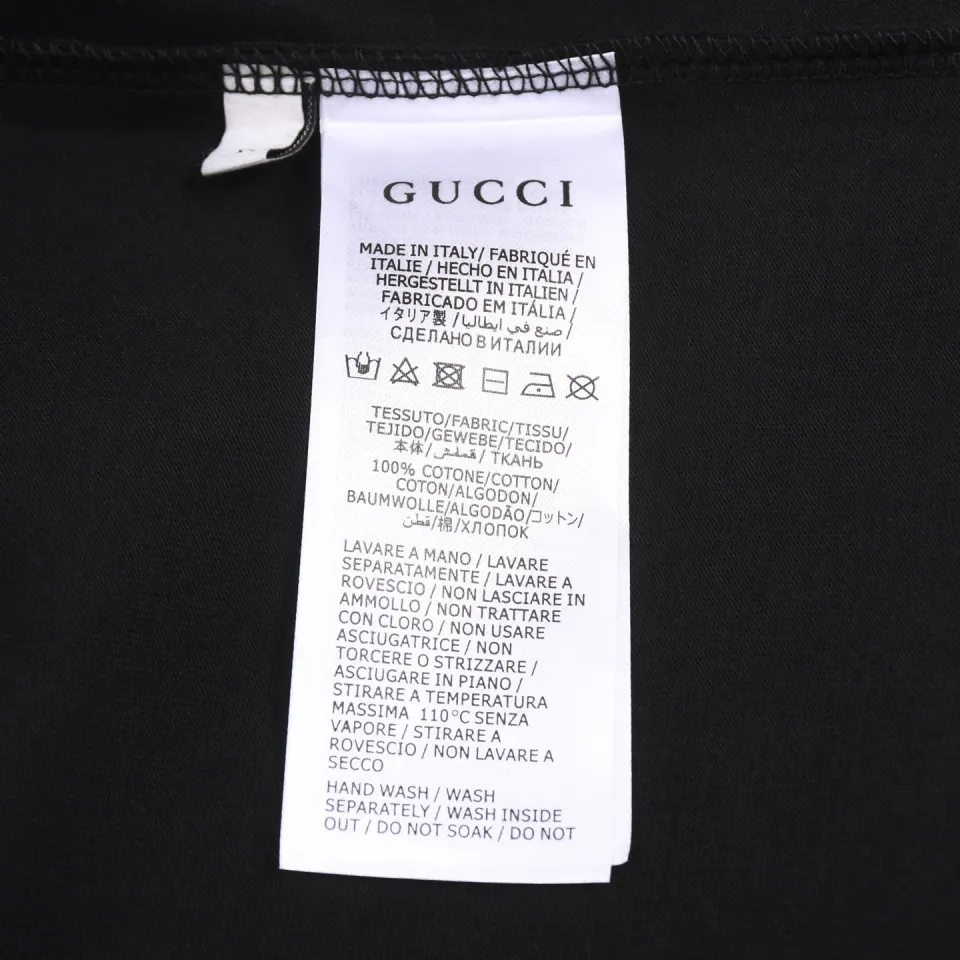 GUCCI
MADE IN ITALY/ FABRIQUÉ EN
ITALIE / HECHO EN ITALIA /
HERGESTELLT IN ITALIEN /
FABRICADO EM ITÁLIA /
イタリア製 / صنع في ايطاليا /
СДЕЛАНО В ИТАЛИИ
TESSUTO/FABRIC/TISSU/
TEJIDO/GEWEBE/TECIDO/
本体/قملش/ ТКАНЬ
100% COTONE/COTTON/
COTON/ALGODON/
BAUMWOLLE/ALGODÃO/コットン/
قطن/棉/ХЛОПОК
LAVARE A MANO / LAVARE
SEPARATAMENTE / LAVARE A
ROVESCIO / NON LASCIARE IN
AMMOLLO / NON TRATTARE
CON CLORO / NON USARE
ASCIUGATRICE / NON
TORCERE O STRIZZARE /
ASCIUGARE IN PIANO /
STIRARE A TEMPERATURA
MASSIMA 110°C SENZA
VAPORE / STIRARE A
ROVESCIO / NON LAVARE A
SECCO
HAND WASH / WASH
SEPARATELY / WASH INSIDE
OUT / DO NOT SOAK / DO NOT